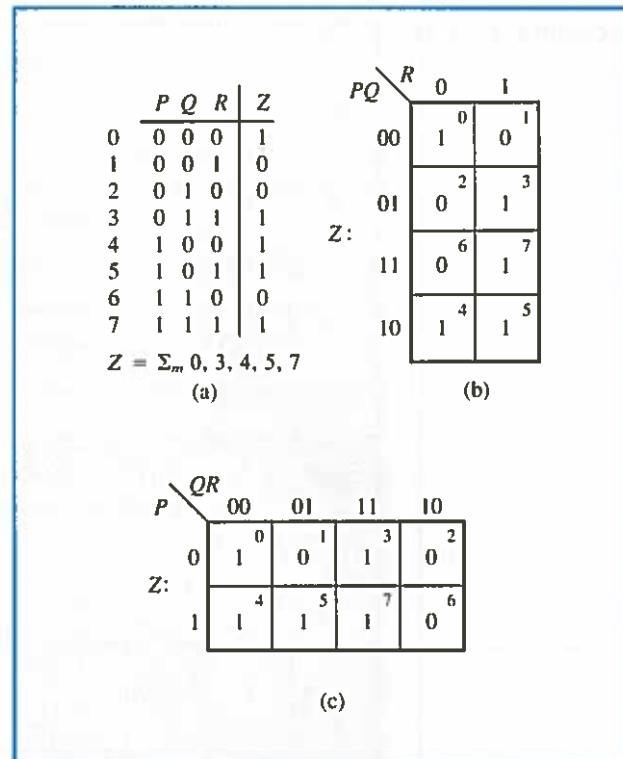 P Q R Z
0 0 0 0 1
1 0 0 1 0
2 0 1 0 0
3 0 1 1 1
4 1 0 0 1
5 1 0 1 1
6 1 1 0 0
7 1 1 1 1
Z = Σm 0, 3, 4, 5, 7
(a)
R
PQ 0 1
00 1 0 0 1
01 0 2 1 3
Z:
11 0 6 1 7
10 1 4 1 5
(b)
QR
P 00 01 11 10
0 1 0 0 1 1 3 0 2
Z:
1 1 4 1 5 1 7 0 6
(c)